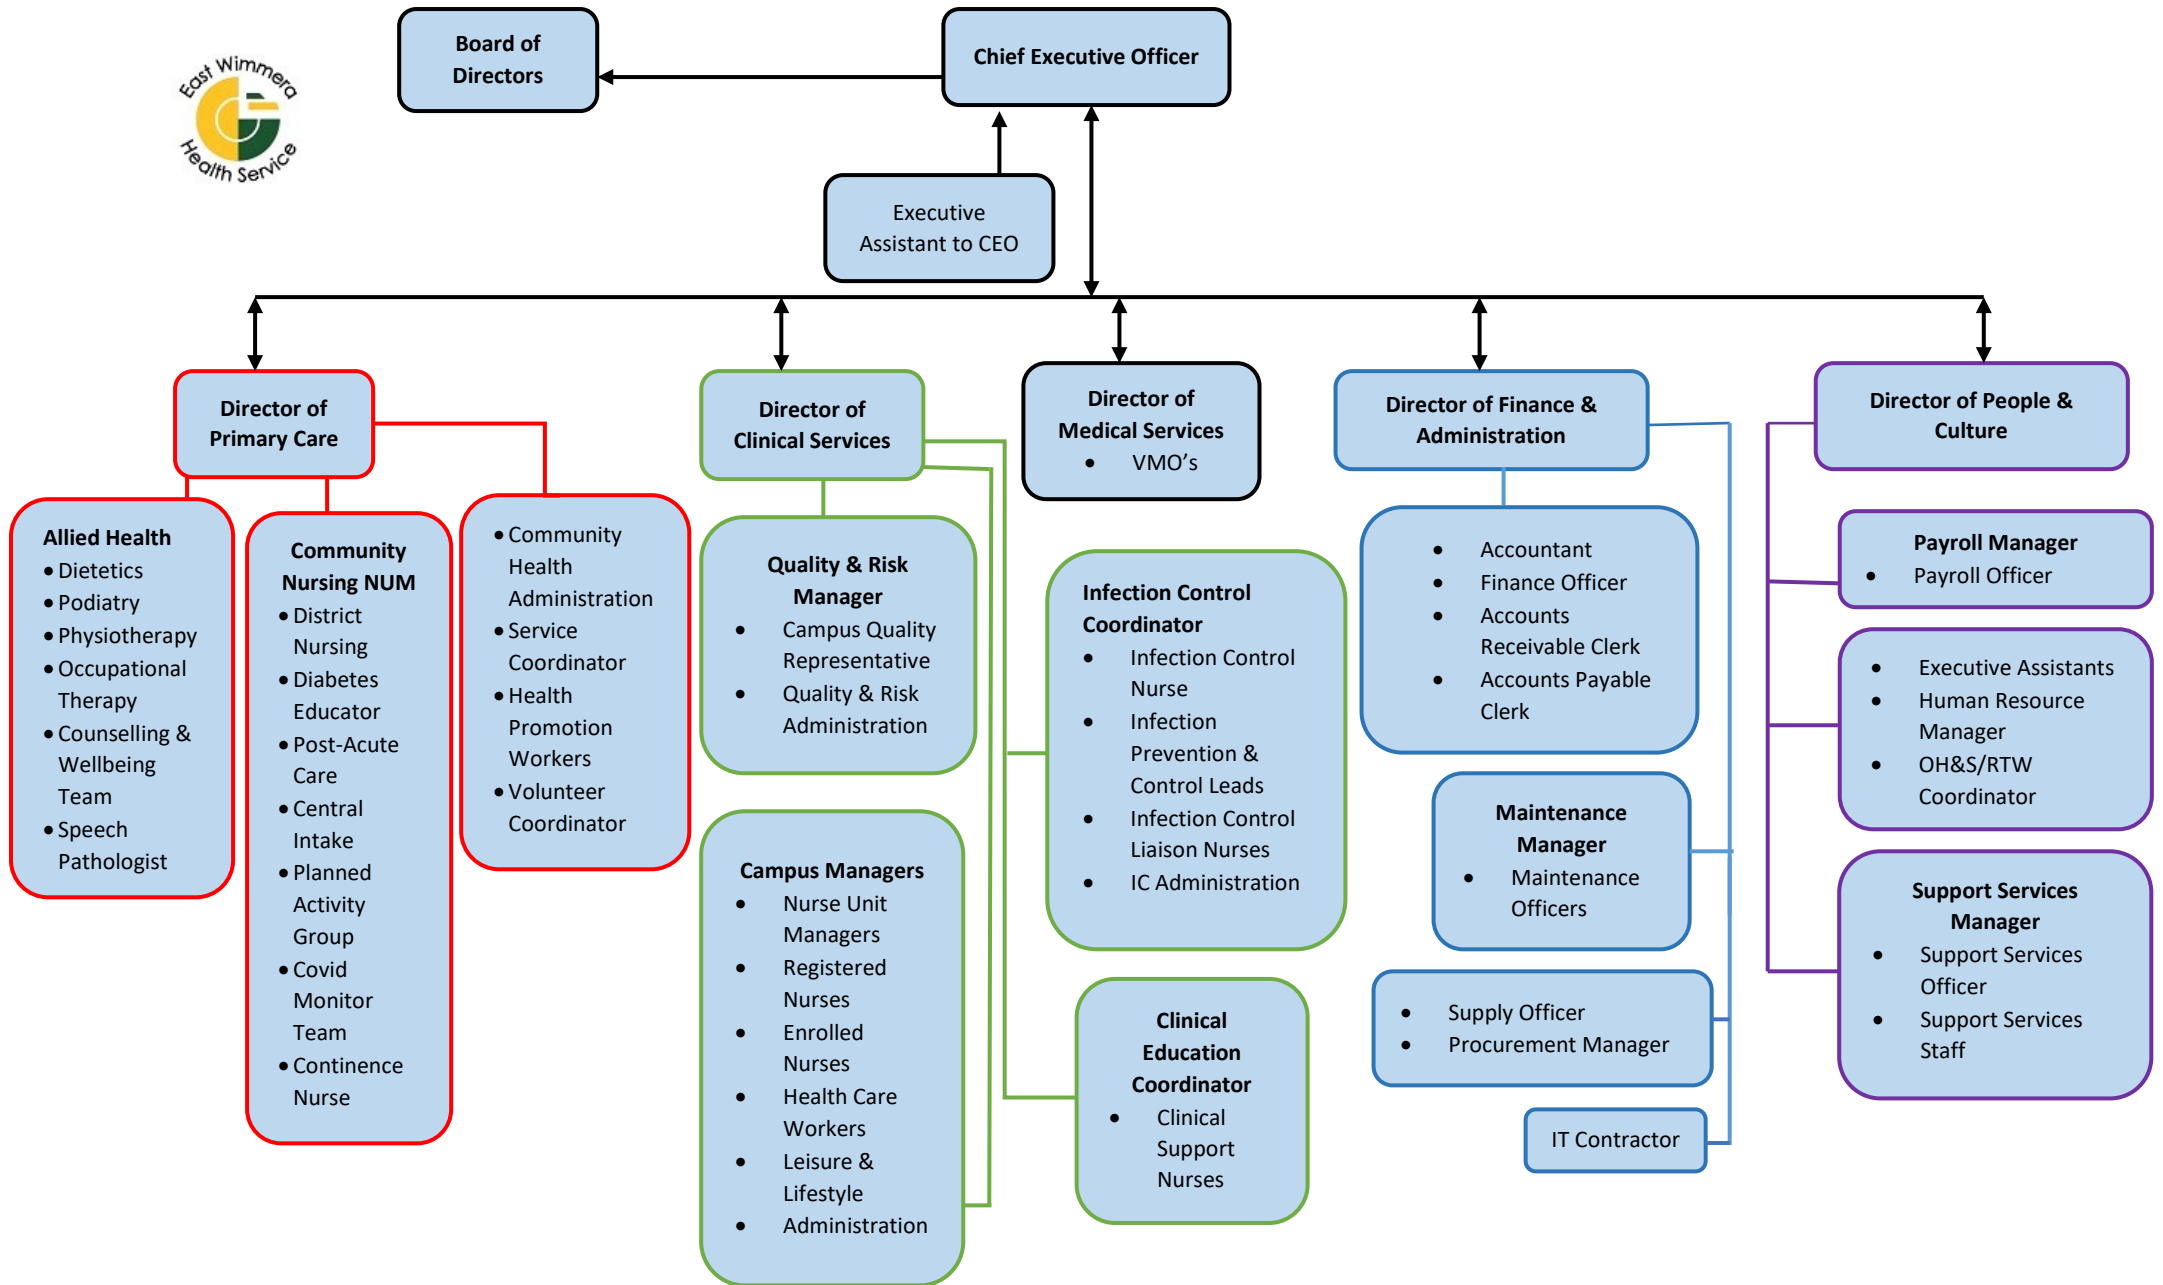 East Wimmera
Health Service
Board of
Directors
Chief Executive Officer
Executive
Assistant to CEO
Director of
Primary Care
Allied Health
• Dietetics
• Podiatry
• Physiotherapy
• Occupational
Therapy
• Counselling &
Wellbeing
Team
• Speech
Pathologist
Community
Nursing NUM
• District
Nursing
• Diabetes
Educator
• Post-Acute
Care
• Central
Intake
• Planned
Activity
Group
• Covid
Monitor
Team
• Continence
Nurse
• Community
Health
Administration
• Service
Coordinator
• Health
Promotion
Workers
• Volunteer
Coordinator
Director of
Clinical Services
Quality & Risk
Manager
• Campus Quality
Representative
• Quality & Risk
Administration
Campus Managers
• Nurse Unit
Managers
• Registered
Nurses
• Enrolled
Nurses
• Health Care
Workers
• Leisure &
Lifestyle
• Administration
Infection Control
Coordinator
• Infection Control
Nurse
• Infection
Prevention &
Control Leads
• Infection Control
Liaison Nurses
• IC Administration
Clinical
Education
Coordinator
• Clinical
Support
Nurses
Director of
Medical Services
• VMO’s
Director of Finance &
Administration
• Accountant
• Finance Officer
• Accounts
Receivable Clerk
• Accounts Payable
Clerk
Maintenance
Manager
• Maintenance
Officers
• Supply Officer
• Procurement Manager
IT Contractor
Director of People &
Culture
Payroll Manager
• Payroll Officer
• Executive Assistants
• Human Resource
Manager
• OH&S/RTW
Coordinator
Support Services
Manager
• Support Services
Officer
• Support Services
Staff